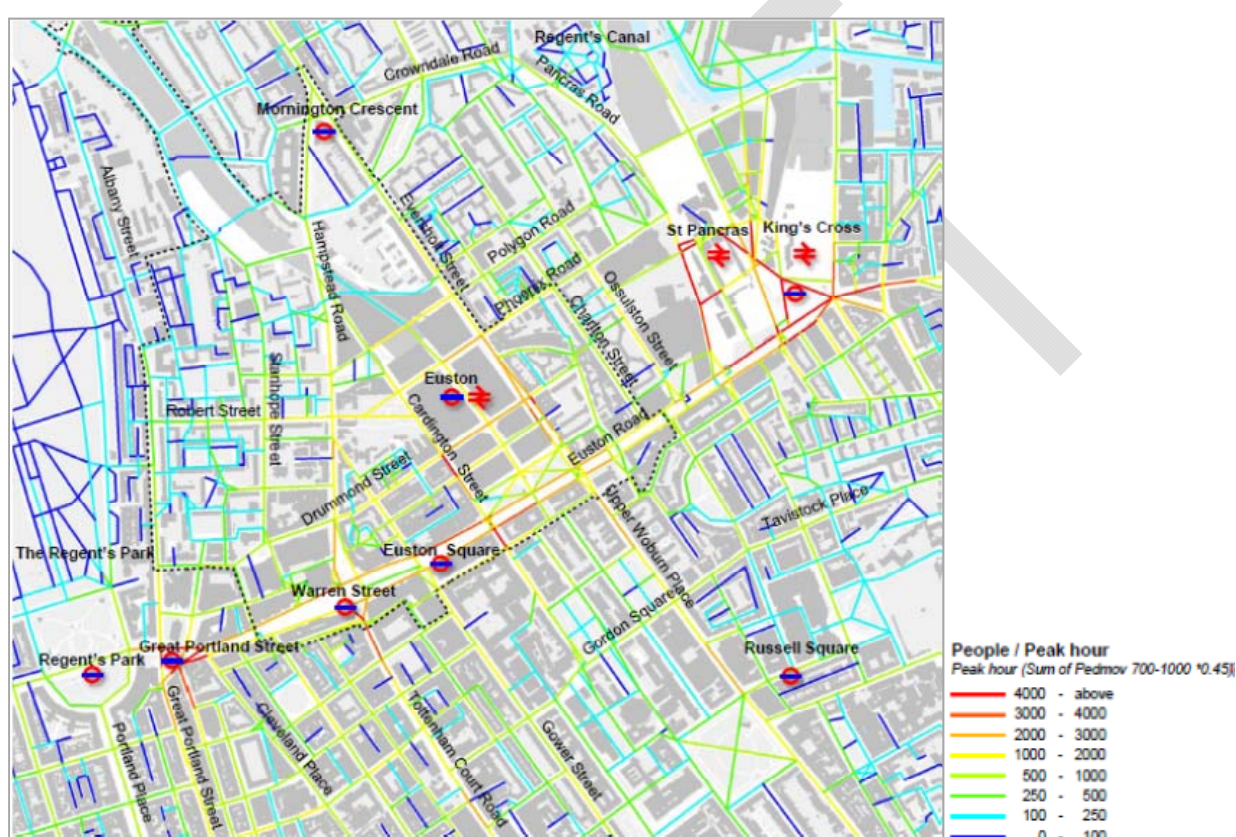 Regent's Canal
Crowndale Road
Pancras Road
Mornington Crescent
Albany Street
Eversholt Street
Polygon Road
St Pancras
King's Cross
Hampstead Road
Phoenix Road
Ossulston Street
Charlton Street
Stanhope Street
Euston
Robert Street
Cardington Street
Euston Road
Drummond Street
Upper Woburn Place
Tavistock Place
The Regent's Park
Euston Square
Warren Street
Gordon Square
Great Portland Street
Regent's Park
Russell Square
Portland Place
Great Portland Street
Cleveland Place
Tottenham Court Road
Gower Street
People / Peak hour
Peak hour (Sum of Pedmov 700-1000 *0.45)
4000 - above
3000 - 4000
2000 - 3000
1000 - 2000
500 - 1000
250 - 500
100 - 250
0 - 100